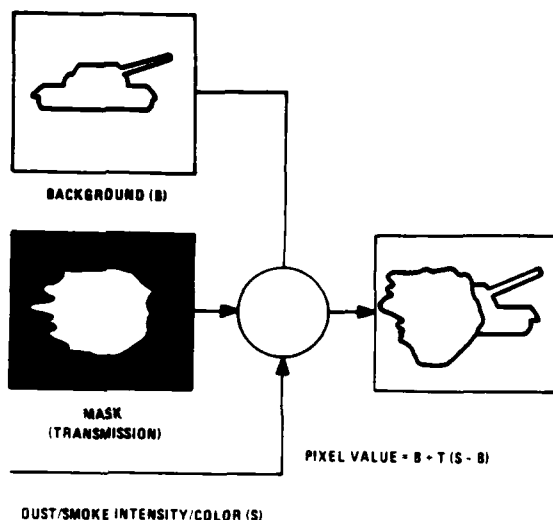 BACKGROUND (B)
MASK
(TRANSMISSION)
PIXEL VALUE = B + T (S - B)
DUST/SMOKE INTENSITY/COLOR (S)